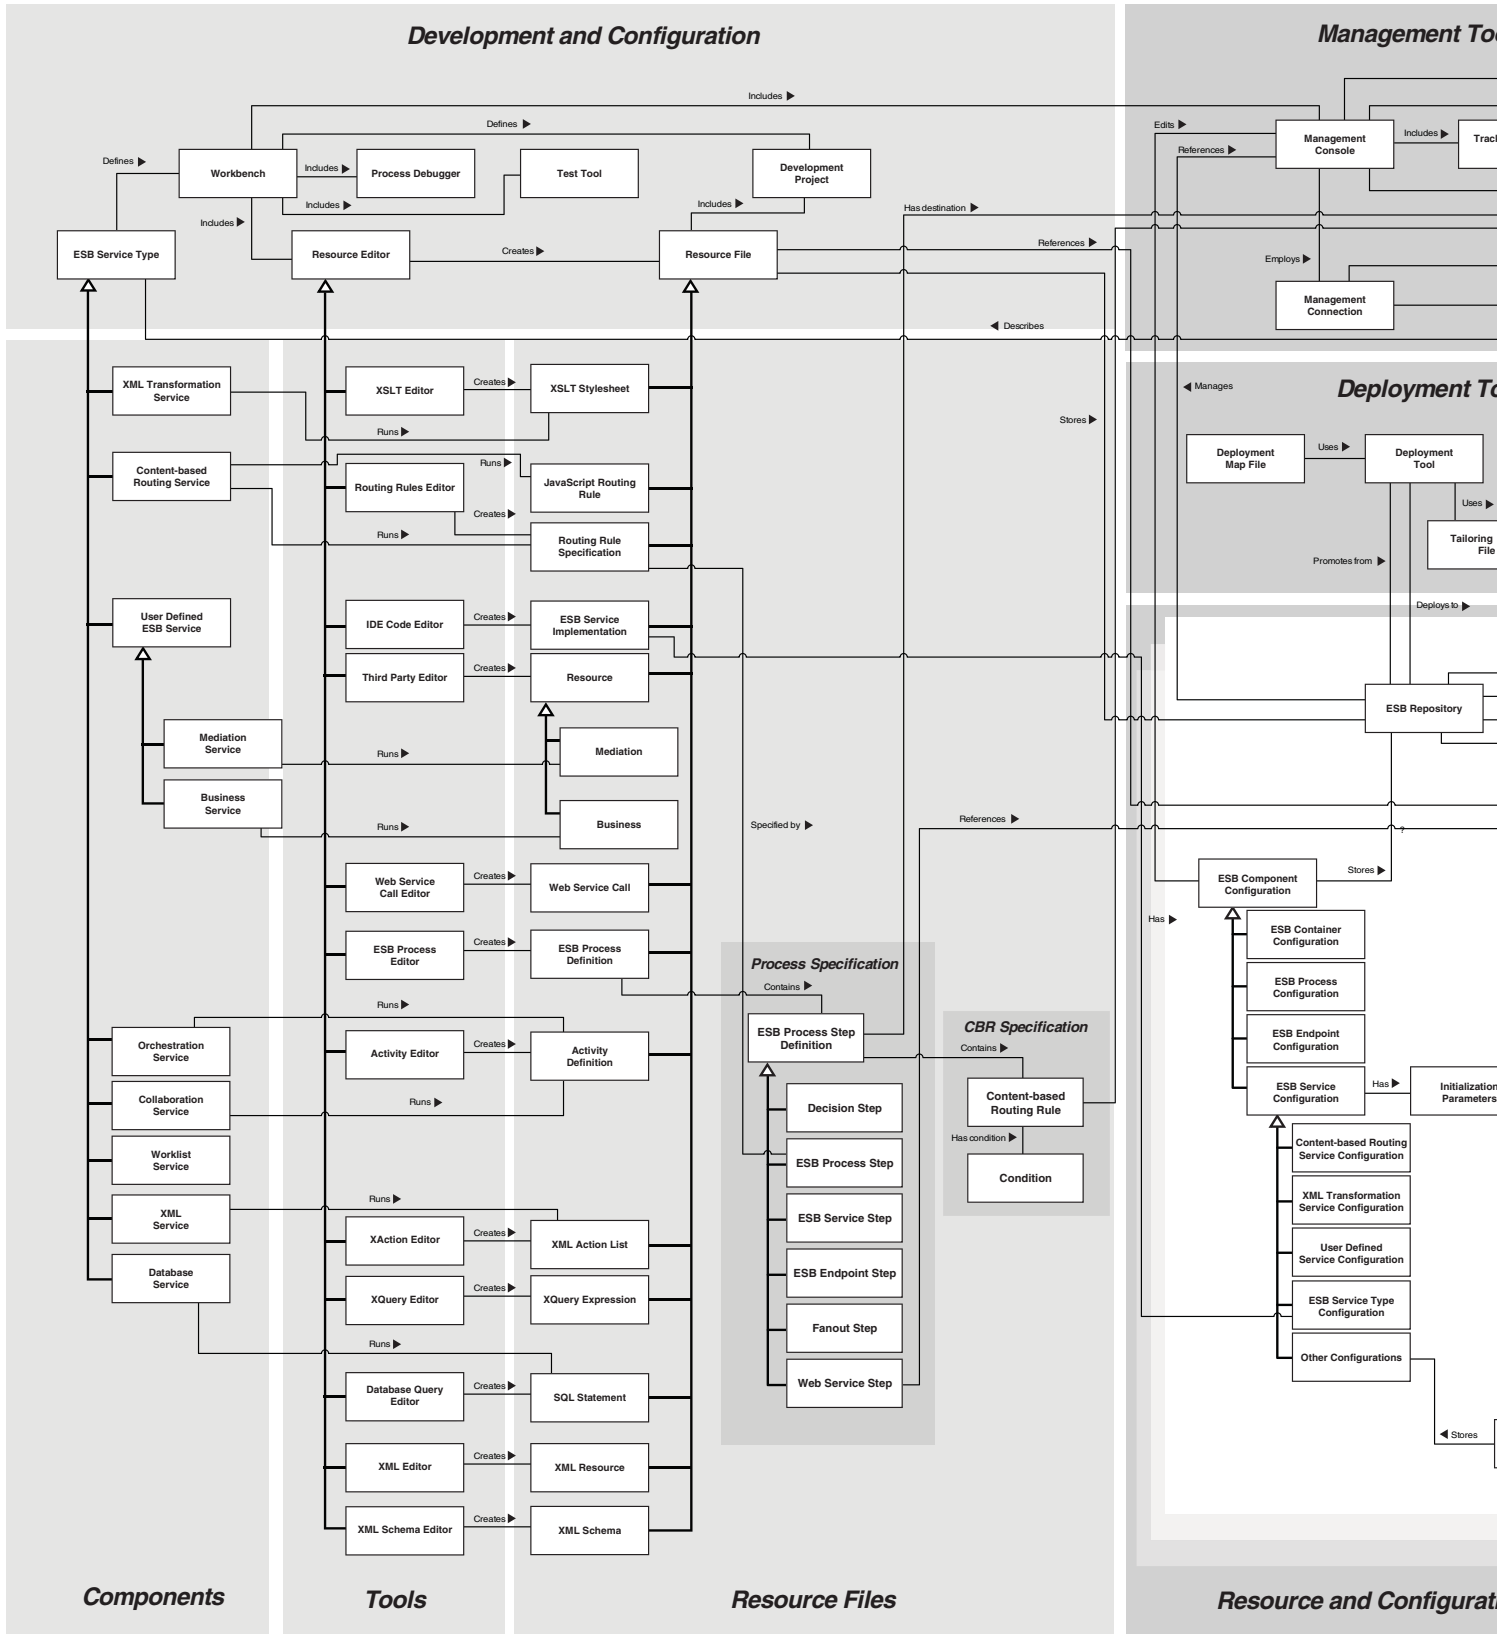 Development and Configuration
Management Too
Includes
Defines
Edits
Management
Console
Includes
Track
Defines
Workbench
Includes
Process Debugger
Test Tool
Development
Project
References
Includes
Includes
Includes
Has destination
ESB Service Type
Resource Editor
Creates
Resource File
References
Employs
Management
Connection
Describes
XML Transformation
Service
XSLT Editor
Creates
XSLT Stylesheet
Manages
Deployment To
Runs
Stores
Content-based
Routing Service
Routing Rules Editor
Runs
JavaScript Routing
Rule
Creates
Runs
Routing Rule
Specification
Deployment
Map File
Uses
Deployment
Tool
Uses
Tailoring
File
Promotes from
Deploys to
User Defined
ESB Service
IDE Code Editor
Creates
ESB Service
Implementation
Third Party Editor
Creates
Resource
ESB Repository
Mediation
Service
Runs
Mediation
Business
Service
Runs
Business
Specified by
References
?
Web Service
Call Editor
Creates
Web Service Call
ESB Component
Configuration
Stores
Has
ESB Process
Editor
Creates
ESB Process
Definition
ESB Container
Configuration
Process Specification
Contains
ESB Process
Configuration
Runs
Orchestration
Service
Activity Editor
Creates
Activity
Definition
ESB Process Step
Definition
CBR Specification
Contains
ESB Endpoint
Configuration
Collaboration
Service
Runs
Decision Step
Content-based
Routing Rule
ESB Service
Configuration
Has
Initialization
Parameters
Has condition
Worklist
Service
ESB Process Step
Condition
Content-based Routing
Service Configuration
Runs
XML
Service
XAction Editor
Creates
XML Action List
ESB Service Step
XML Transformation
Service Configuration
Database
Service
XQuery Editor
Creates
XQuery Expression
ESB Endpoint Step
User Defined
Service Configuration
Fanout Step
ESB Service Type
Configuration
Runs
Database Query
Editor
Creates
SQL Statement
Web Service Step
Other Configurations
Stores
XML Editor
Creates
XML Resource
XML Schema Editor
Creates
XML Schema
Components
Tools
Resource Files
Resource and Configurati